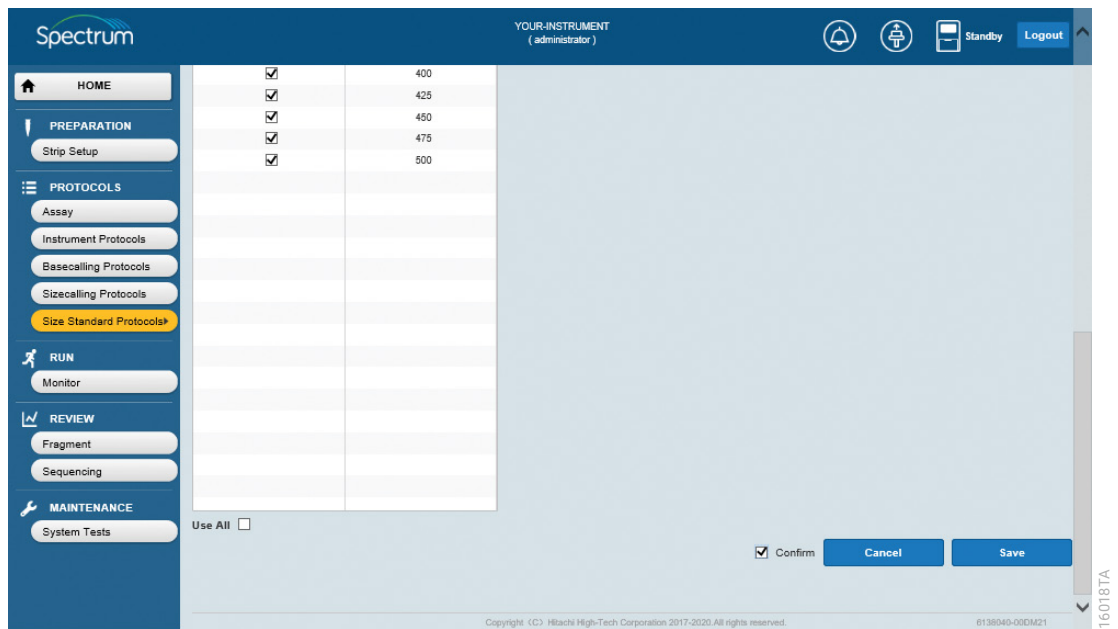 Spectrum
YOUR-INSTRUMENT
( administrator )
Standby
Logout
HOME
PREPARATION
Strip Setup
PROTOCOLS
Assay
Instrument Protocols
Basecalling Protocols
Sizecalling Protocols
Size Standard Protocols
RUN
Monitor
REVIEW
Fragment
Sequencing
MAINTENANCE
System Tests
400
425
450
475
500
Use All
Confirm
Cancel
Save
Copyright (C) Hitachi High-Tech Corporation 2017-2020.All rights reserved.
6138040-00DM21
16018TA